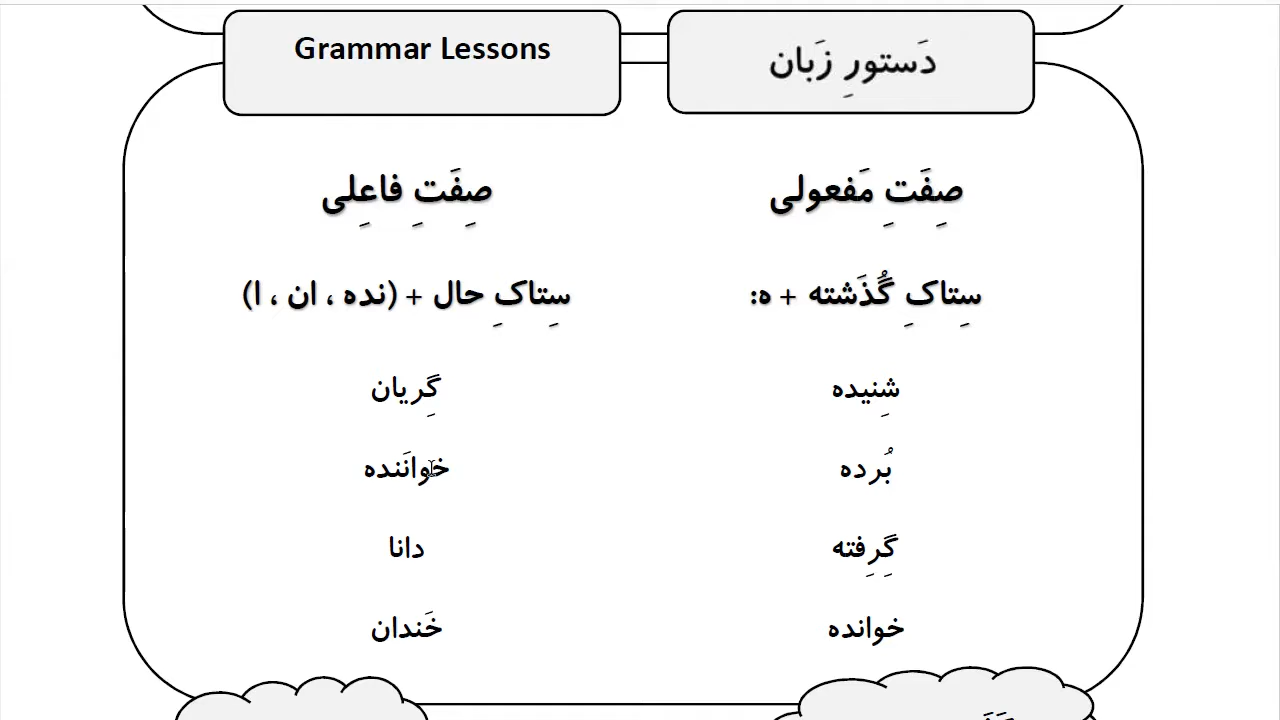 دَستورِ زَبان
Grammar Lessons
صِفَتِ مَفعولی
صِفَتِ فاعِلی
سِتاکِ گُذَشته + ه:
سِتاکِ حال + (نده ، ان ، ا)
شِنیده
گِریان
بُرده
خوانَنده
گِرِفته
دانا
خوانده
خَندان